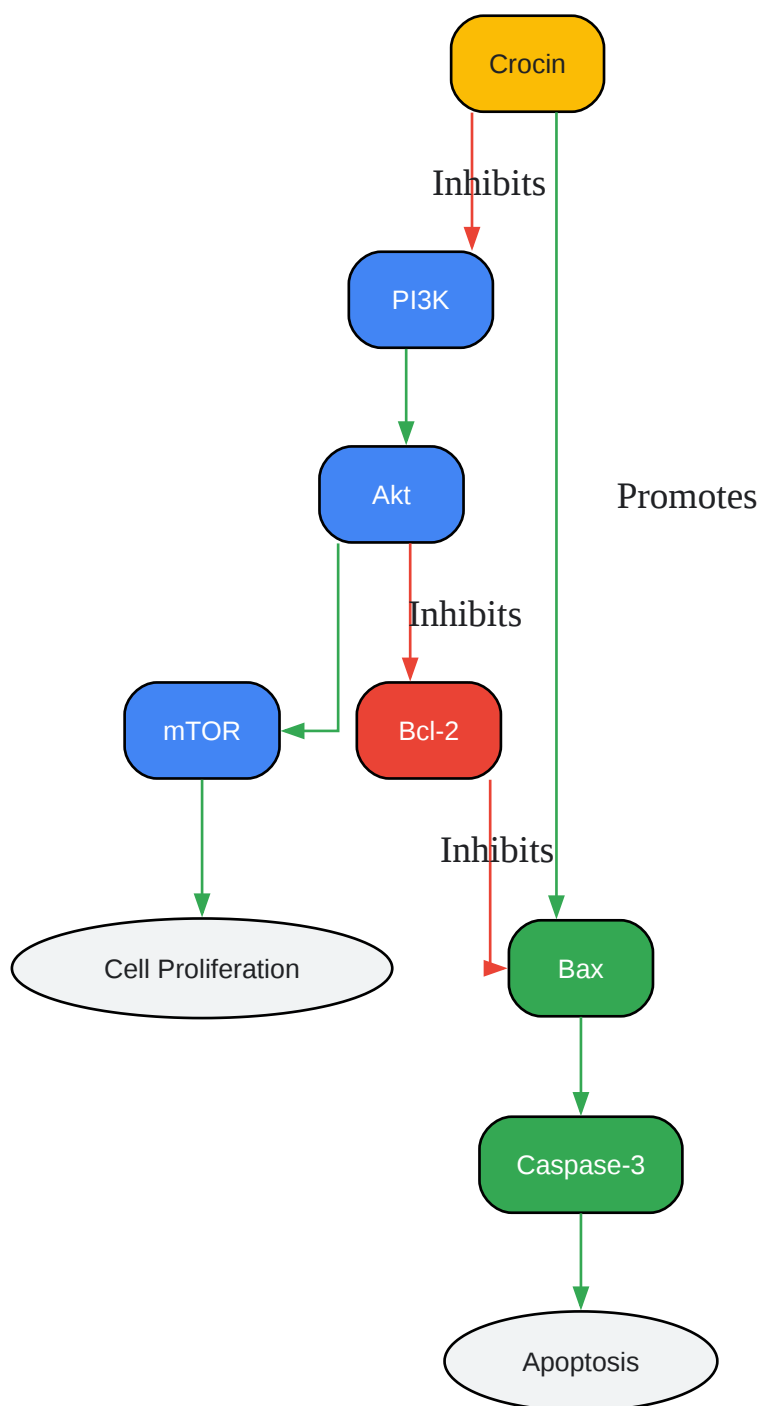 Crocin
Inhibits
PI3K
Akt
Promotes
Inhibits
mTOR
Bcl-2
Inhibits
Cell Proliferation
Bax
Caspase-3
Apoptosis